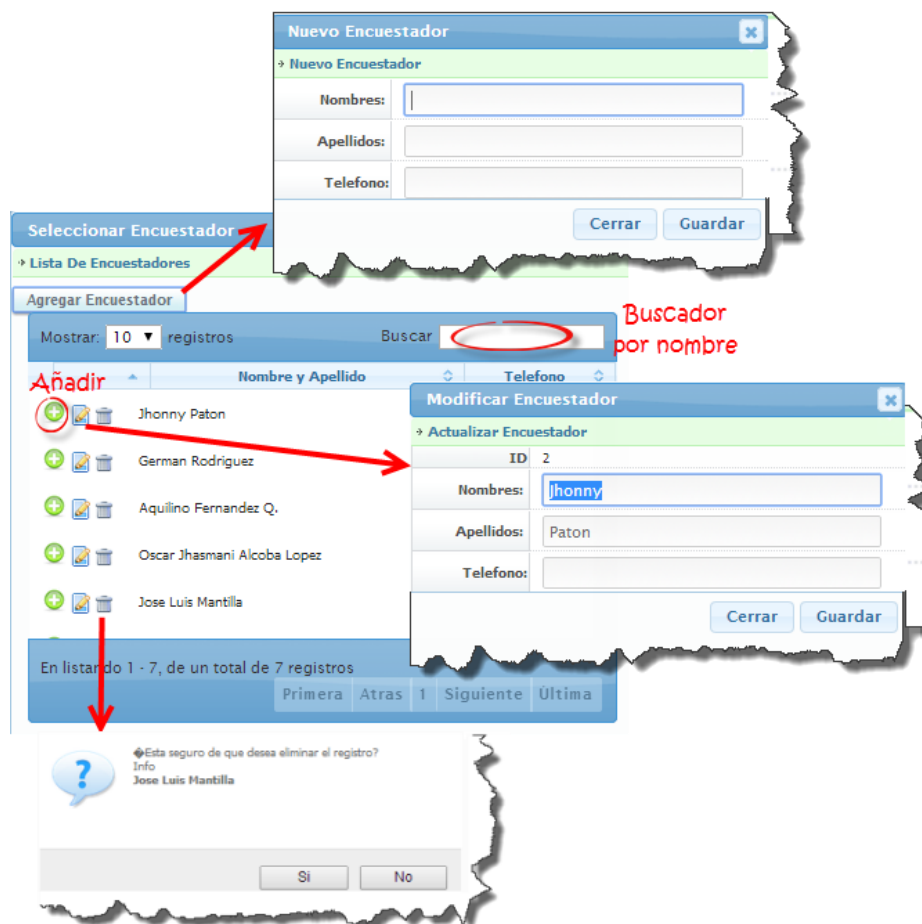 Nuevo Encuestador
Nuevo Encuestador
Nombres:
Apellidos:
Telefono:
Cerrar Guardar
Seleccionar Encuestador
Lista De Encuestadores
Agregar Encuestador
Mostrar: 10 registros Buscar
Buscador
por nombre
Añadir
Nombre y Apellido Telefono
Jhonny Paton
German Rodriguez
Aquilino Fernandez Q.
Oscar Jhasmani Alcoba Lopez
Jose Luis Mantilla
Modificar Encuestador
Actualizar Encuestador
ID 2
Nombres: Jhonny
Apellidos: Paton
Telefono:
Cerrar Guardar
En listando 1 - 7, de un total de 7 registros
Primera Atras 1 Siguiente Última
�Esta seguro de que desea eliminar el registro?
Info
Jose Luis Mantilla
Si No